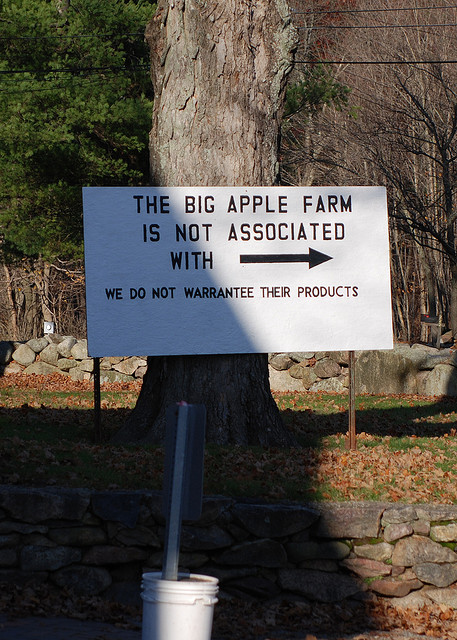 THE BIG APPLE FARM
IS NOT ASSOCIATED
WITH
WE DO NOT WARRANTEE THEIR PRODUCTS